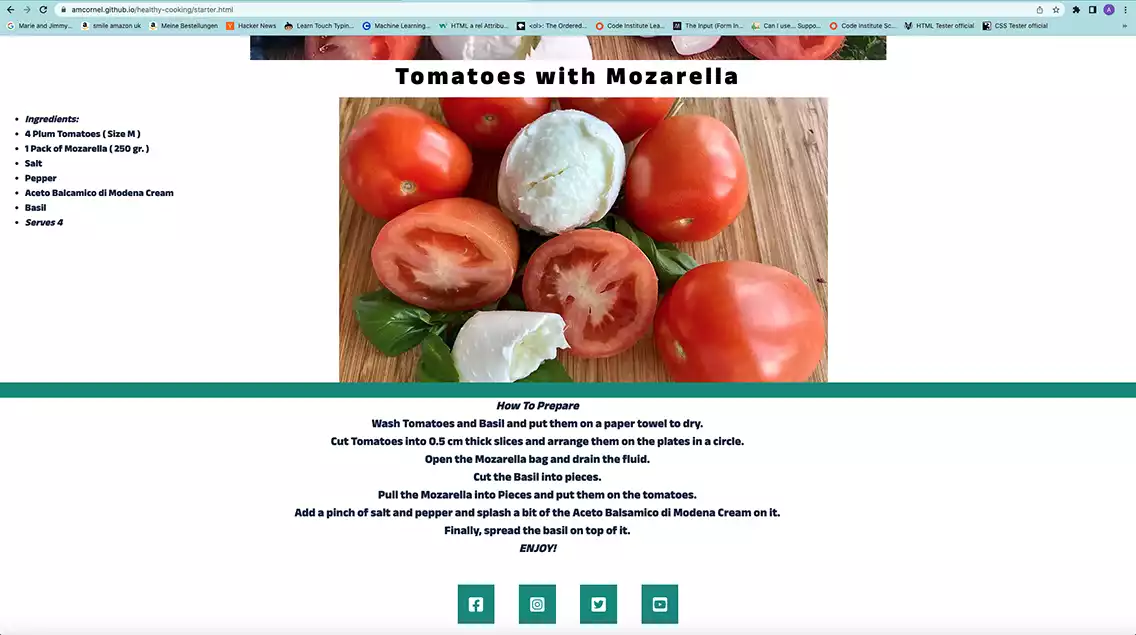 amcornel.github.io/healthy-cooking/starter.html
Marie and Jimmy... smile amazon uk Meine Bestellungen Hacker News Learn Touch Typin... Machine Learning... HTML a rel Attribu... <ol>: The Ordered... Code Institute Lea... The Input (Form In... Can I use... Suppo... Code Institute Sc... HTML Tester official CSS Tester official »
Tomatoes with Mozarella
Ingredients:
4 Plum Tomatoes ( Size M )
1 Pack of Mozarella ( 250 gr. )
Salt
Pepper
Aceto Balcamico di Modena Cream
Basil
Serves 4
How To Prepare
Wash Tomatoes and Basil and put them on a paper towel to dry.
Cut Tomatoes into 0.5 cm thick slices and arrange them on the plates in a circle.
Open the Mozarella bag and drain the fluid.
Cut the Basil into pieces.
Pull the Mozarella into Pieces and put them on the tomatoes.
Add a pinch of salt and pepper and splash a bit of the Aceto Balsamico di Modena Cream on it.
Finally, spread the basil on top of it.
ENJOY!